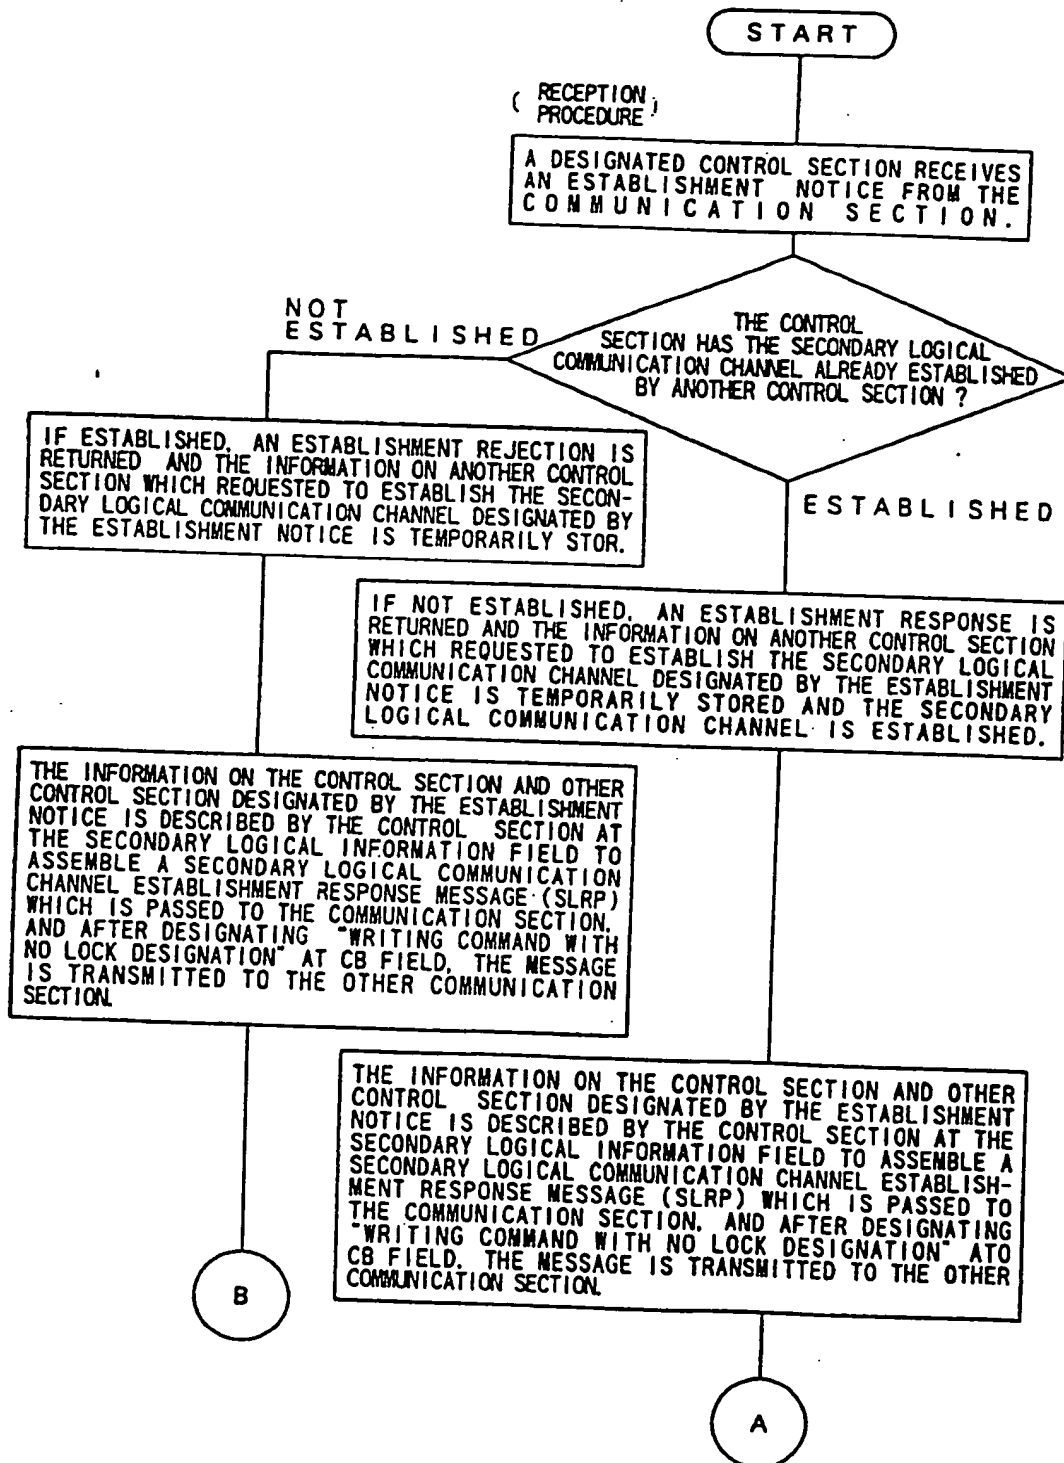 START
( RECEPTION
PROCEDURE )
A DESIGNATED CONTROL SECTION RECEIVES
AN ESTABLISHMENT NOTICE FROM THE
COMMUNICATION SECTION.
NOT
ESTABLISHED
THE CONTROL
SECTION HAS THE SECONDARY LOGICAL
COMMUNICATION CHANNEL ALREADY ESTABLISHED
BY ANOTHER CONTROL SECTION ?
ESTABLISHED
IF ESTABLISHED, AN ESTABLISHMENT REJECTION IS
RETURNED AND THE INFORMATION ON ANOTHER CONTROL
SECTION WHICH REQUESTED TO ESTABLISH THE SECON-
DARY LOGICAL COMMUNICATION CHANNEL DESIGNATED BY
THE ESTABLISHMENT NOTICE IS TEMPORARILY STOR.
IF NOT ESTABLISHED, AN ESTABLISHMENT RESPONSE IS
RETURNED AND THE INFORMATION ON ANOTHER CONTROL SECTION
WHICH REQUESTED TO ESTABLISH THE SECONDARY LOGICAL
COMMUNICATION CHANNEL DESIGNATED BY THE ESTABLISHMENT
NOTICE IS TEMPORARILY STORED AND THE SECONDARY
LOGICAL COMMUNICATION CHANNEL IS ESTABLISHED.
THE INFORMATION ON THE CONTROL SECTION AND OTHER
CONTROL SECTION DESIGNATED BY THE ESTABLISHMENT
NOTICE IS DESCRIBED BY THE CONTROL SECTION AT
THE SECONDARY LOGICAL INFORMATION FIELD TO
ASSEMBLE A SECONDARY LOGICAL COMMUNICATION
CHANNEL ESTABLISHMENT RESPONSE MESSAGE (SLRP)
WHICH IS PASSED TO THE COMMUNICATION SECTION,
AND AFTER DESIGNATING "WRITING COMMAND WITH
NO LOCK DESIGNATION" AT CB FIELD, THE MESSAGE
IS TRANSMITTED TO THE OTHER COMMUNICATION
SECTION.
THE INFORMATION ON THE CONTROL SECTION AND OTHER
CONTROL SECTION DESIGNATED BY THE ESTABLISHMENT
NOTICE IS DESCRIBED BY THE CONTROL SECTION AT THE
SECONDARY LOGICAL INFORMATION FIELD TO ASSEMBLE A
SECONDARY LOGICAL COMMUNICATION CHANNEL ESTABLISH-
MENT RESPONSE MESSAGE (SLRP) WHICH IS PASSED TO
THE COMMUNICATION SECTION, AND AFTER DESIGNATING
"WRITING COMMAND WITH NO LOCK DESIGNATION" ATO
CB FIELD, THE MESSAGE IS TRANSMITTED TO THE OTHER
COMMUNICATION SECTION.
B
A